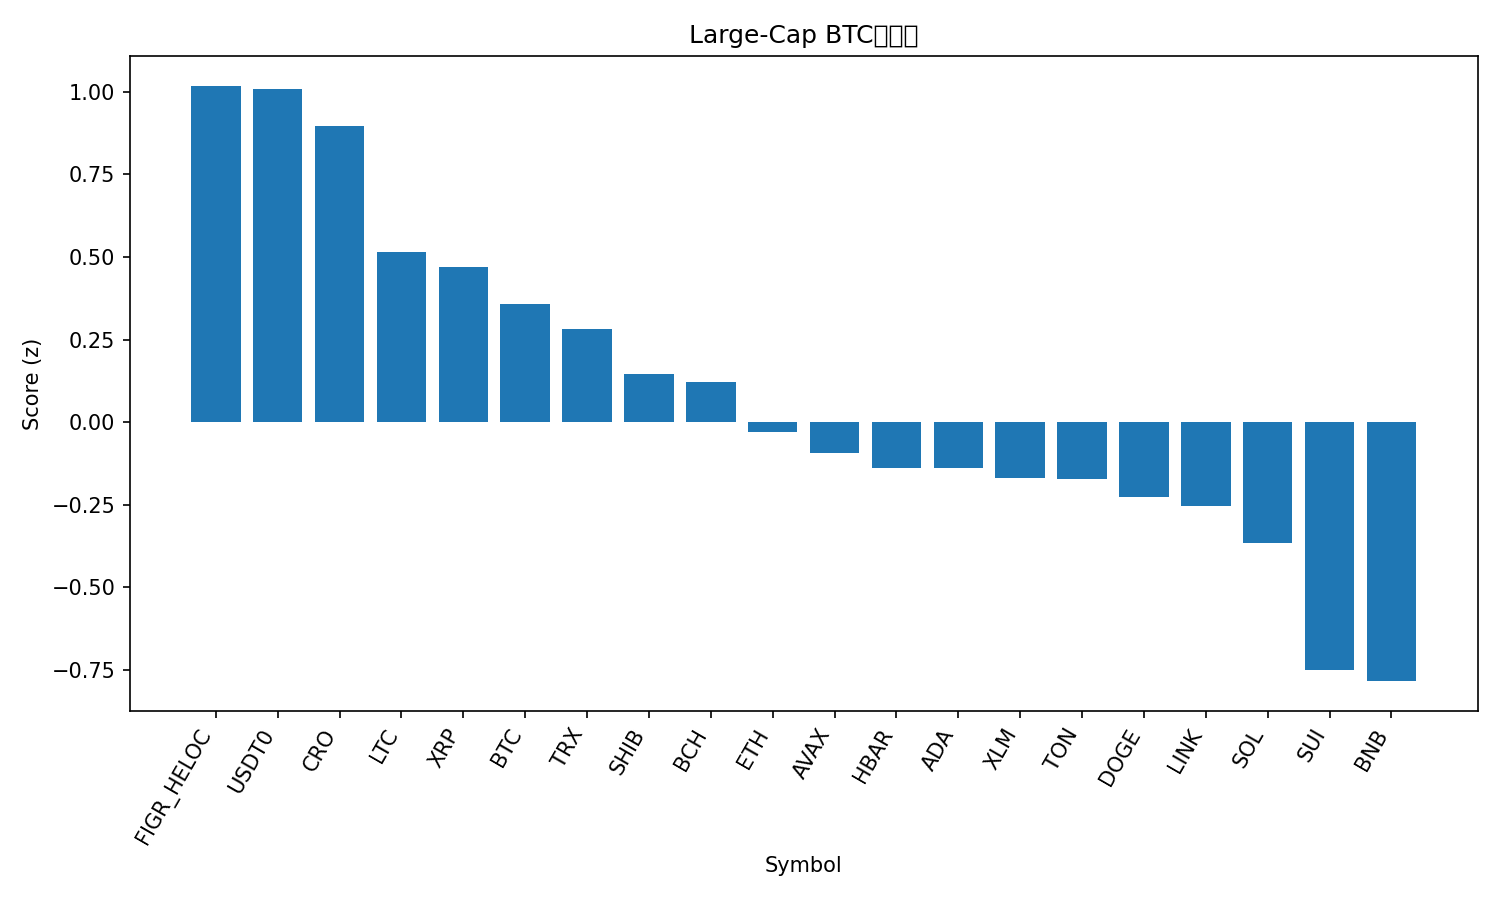 Large-Cap BTC
1.00
0.75
0.50
0.25
0.00
−0.25
−0.50
−0.75
Score (z)
FIGR_HELOC
USDT0
CRO
LTC
XRP
BTC
TRX
SHIB
BCH
ETH
AVAX
HBAR
ADA
XLM
TON
DOGE
LINK
SOL
SUI
BNB
Symbol